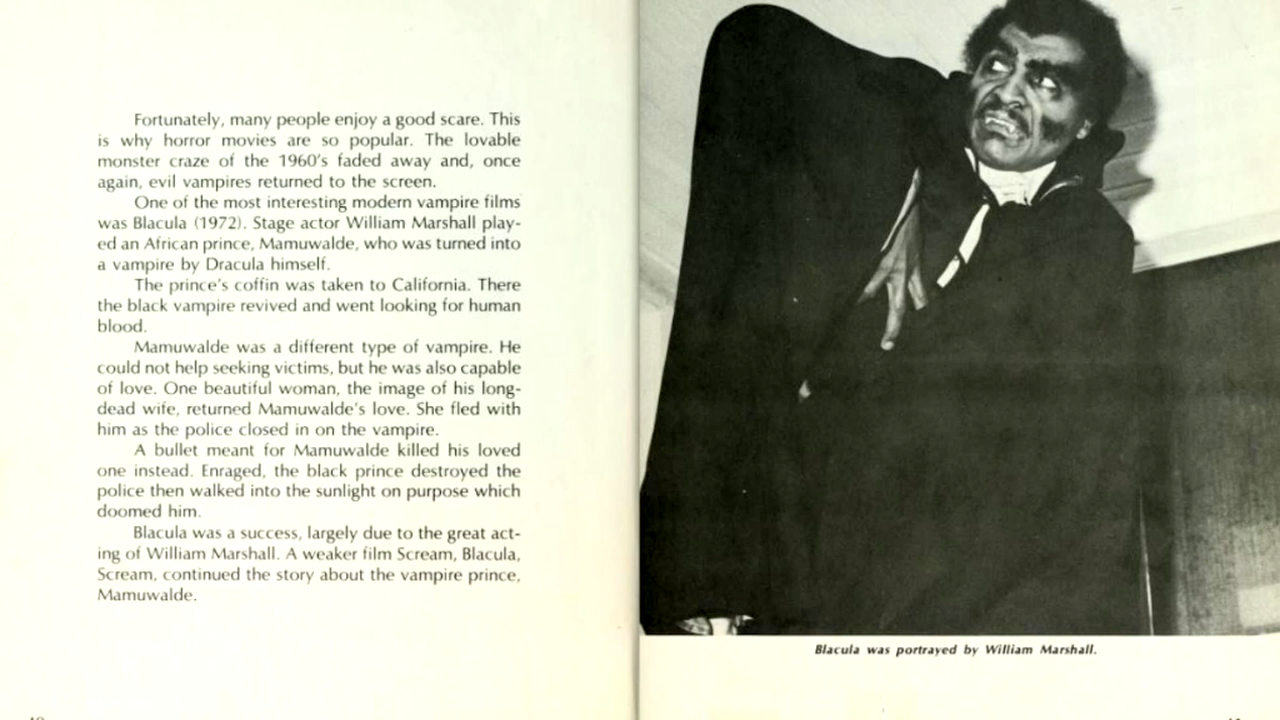 Fortunately, many people enjoy a good scare. This
is why horror movies are so popular. The lovable
monster craze of the 1960's faded away and, once
again, evil vampires returned to the screen.
One of the most interesting modern vampire films
was Blacula (1972). Stage actor William Marshall play-
ed an African prince, Mamuwalde, who was turned into
a vampire by Dracula himself.
The prince's coffin was taken to California. There
the black vampire revived and went looking for human
blood.
Mamuwalde was a different type of vampire. He
could not help seeking victims, but he was also capable
of love. One beautiful woman, the image of his long-
dead wife, returned Mamuwalde's love. She fled with
him as the police closed in on the vampire.
A bullet meant for Mamuwalde killed his loved
one instead. Enraged, the black prince destroyed the
police then walked into the sunlight on purpose which
doomed him.
Blacula was a success, largely due to the great act-
ing of William Marshall. A weaker film Scream, Blacula,
Scream, continued the story about the vampire prince,
Mamuwalde.
Blacula was portrayed by William Marshall.